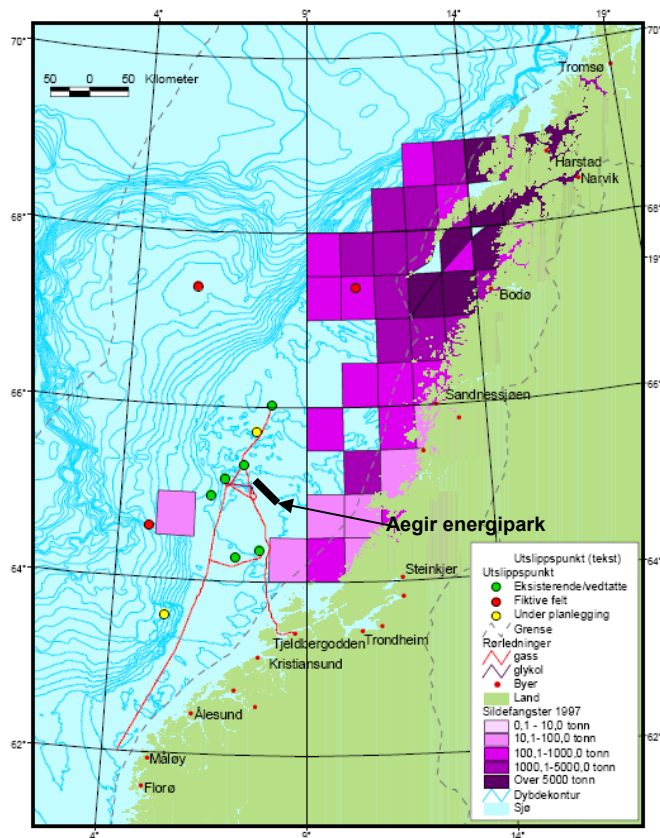 4° 9° 14° 19°
70° 70°
50 0 50 Kilometer
Tromsø
Harstad
Narvik
68° 68°
19°
Bodø
66° 66°
Sandnessjøen
Aegir energipark
64° 64°
Steinkjer
Tjeldbergodden
Trondheim
Kristiansund
Ålesund
62°
Måløy
Florø
4° 9° 14°
Utslippspunkt (tekst)
Utslippspunkt
Eksisterende/vedtatte
Fiktive felt
Under planlegging
Grense
Rørledninger
gass
glykol
Byer
Land
Sildefangster 1997
0,1 - 10,0 tonn
10,1-100,0 tonn
100,1-1000,0 tonn
1000,1-5000,0 tonn
Over 5000 tonn
Dybdekontur
Sjø